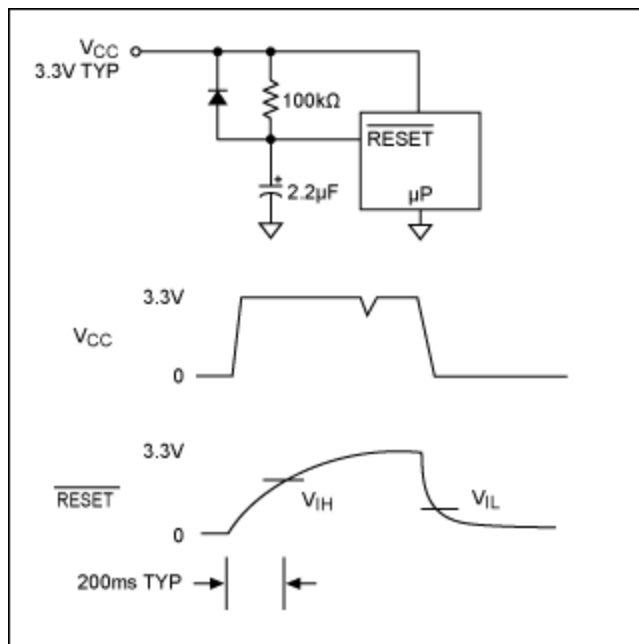 VCC
3.3V TYP
100kΩ
RESET
2.2µF
µP
3.3V
VCC
0
3.3V
RESET
VIH
VIL
0
200ms TYP